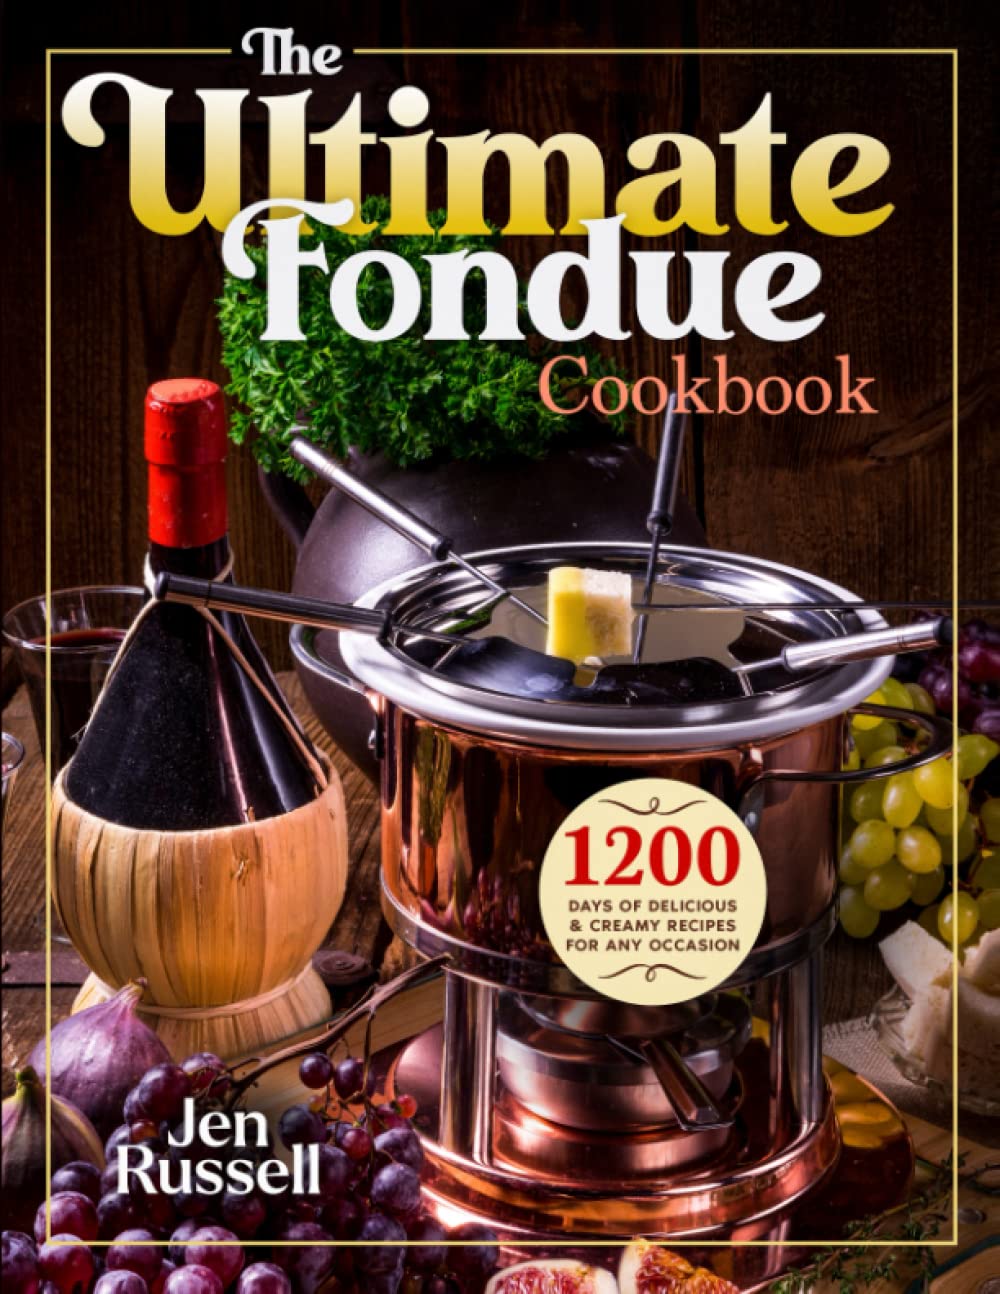 The
Ultimate
Fondue
Cookbook
1200
DAYS OF DELICIOUS
& CREAMY RECIPES
FOR ANY OCCASION
Jen
Russell